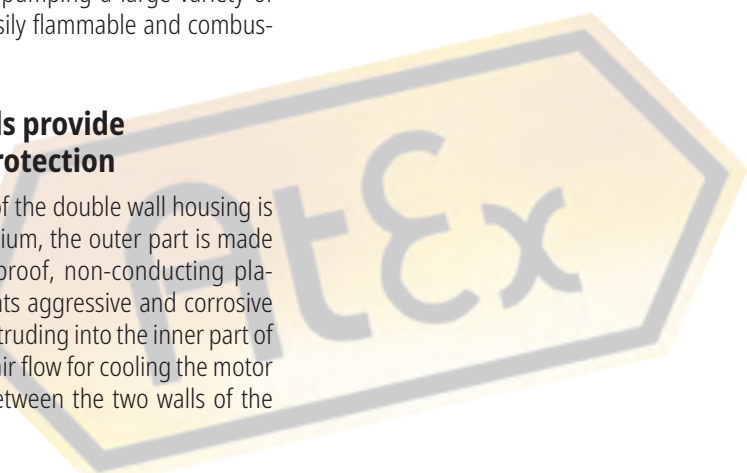 pumping a large variety of
sily flammable and combus-
ls provide
rotection
of the double wall housing is
ium, the outer part is made
proof, non-conducting pla-
nts aggressive and corrosive
truding into the inner part of
air flow for cooling the motor
etween the two walls of the
AtEx